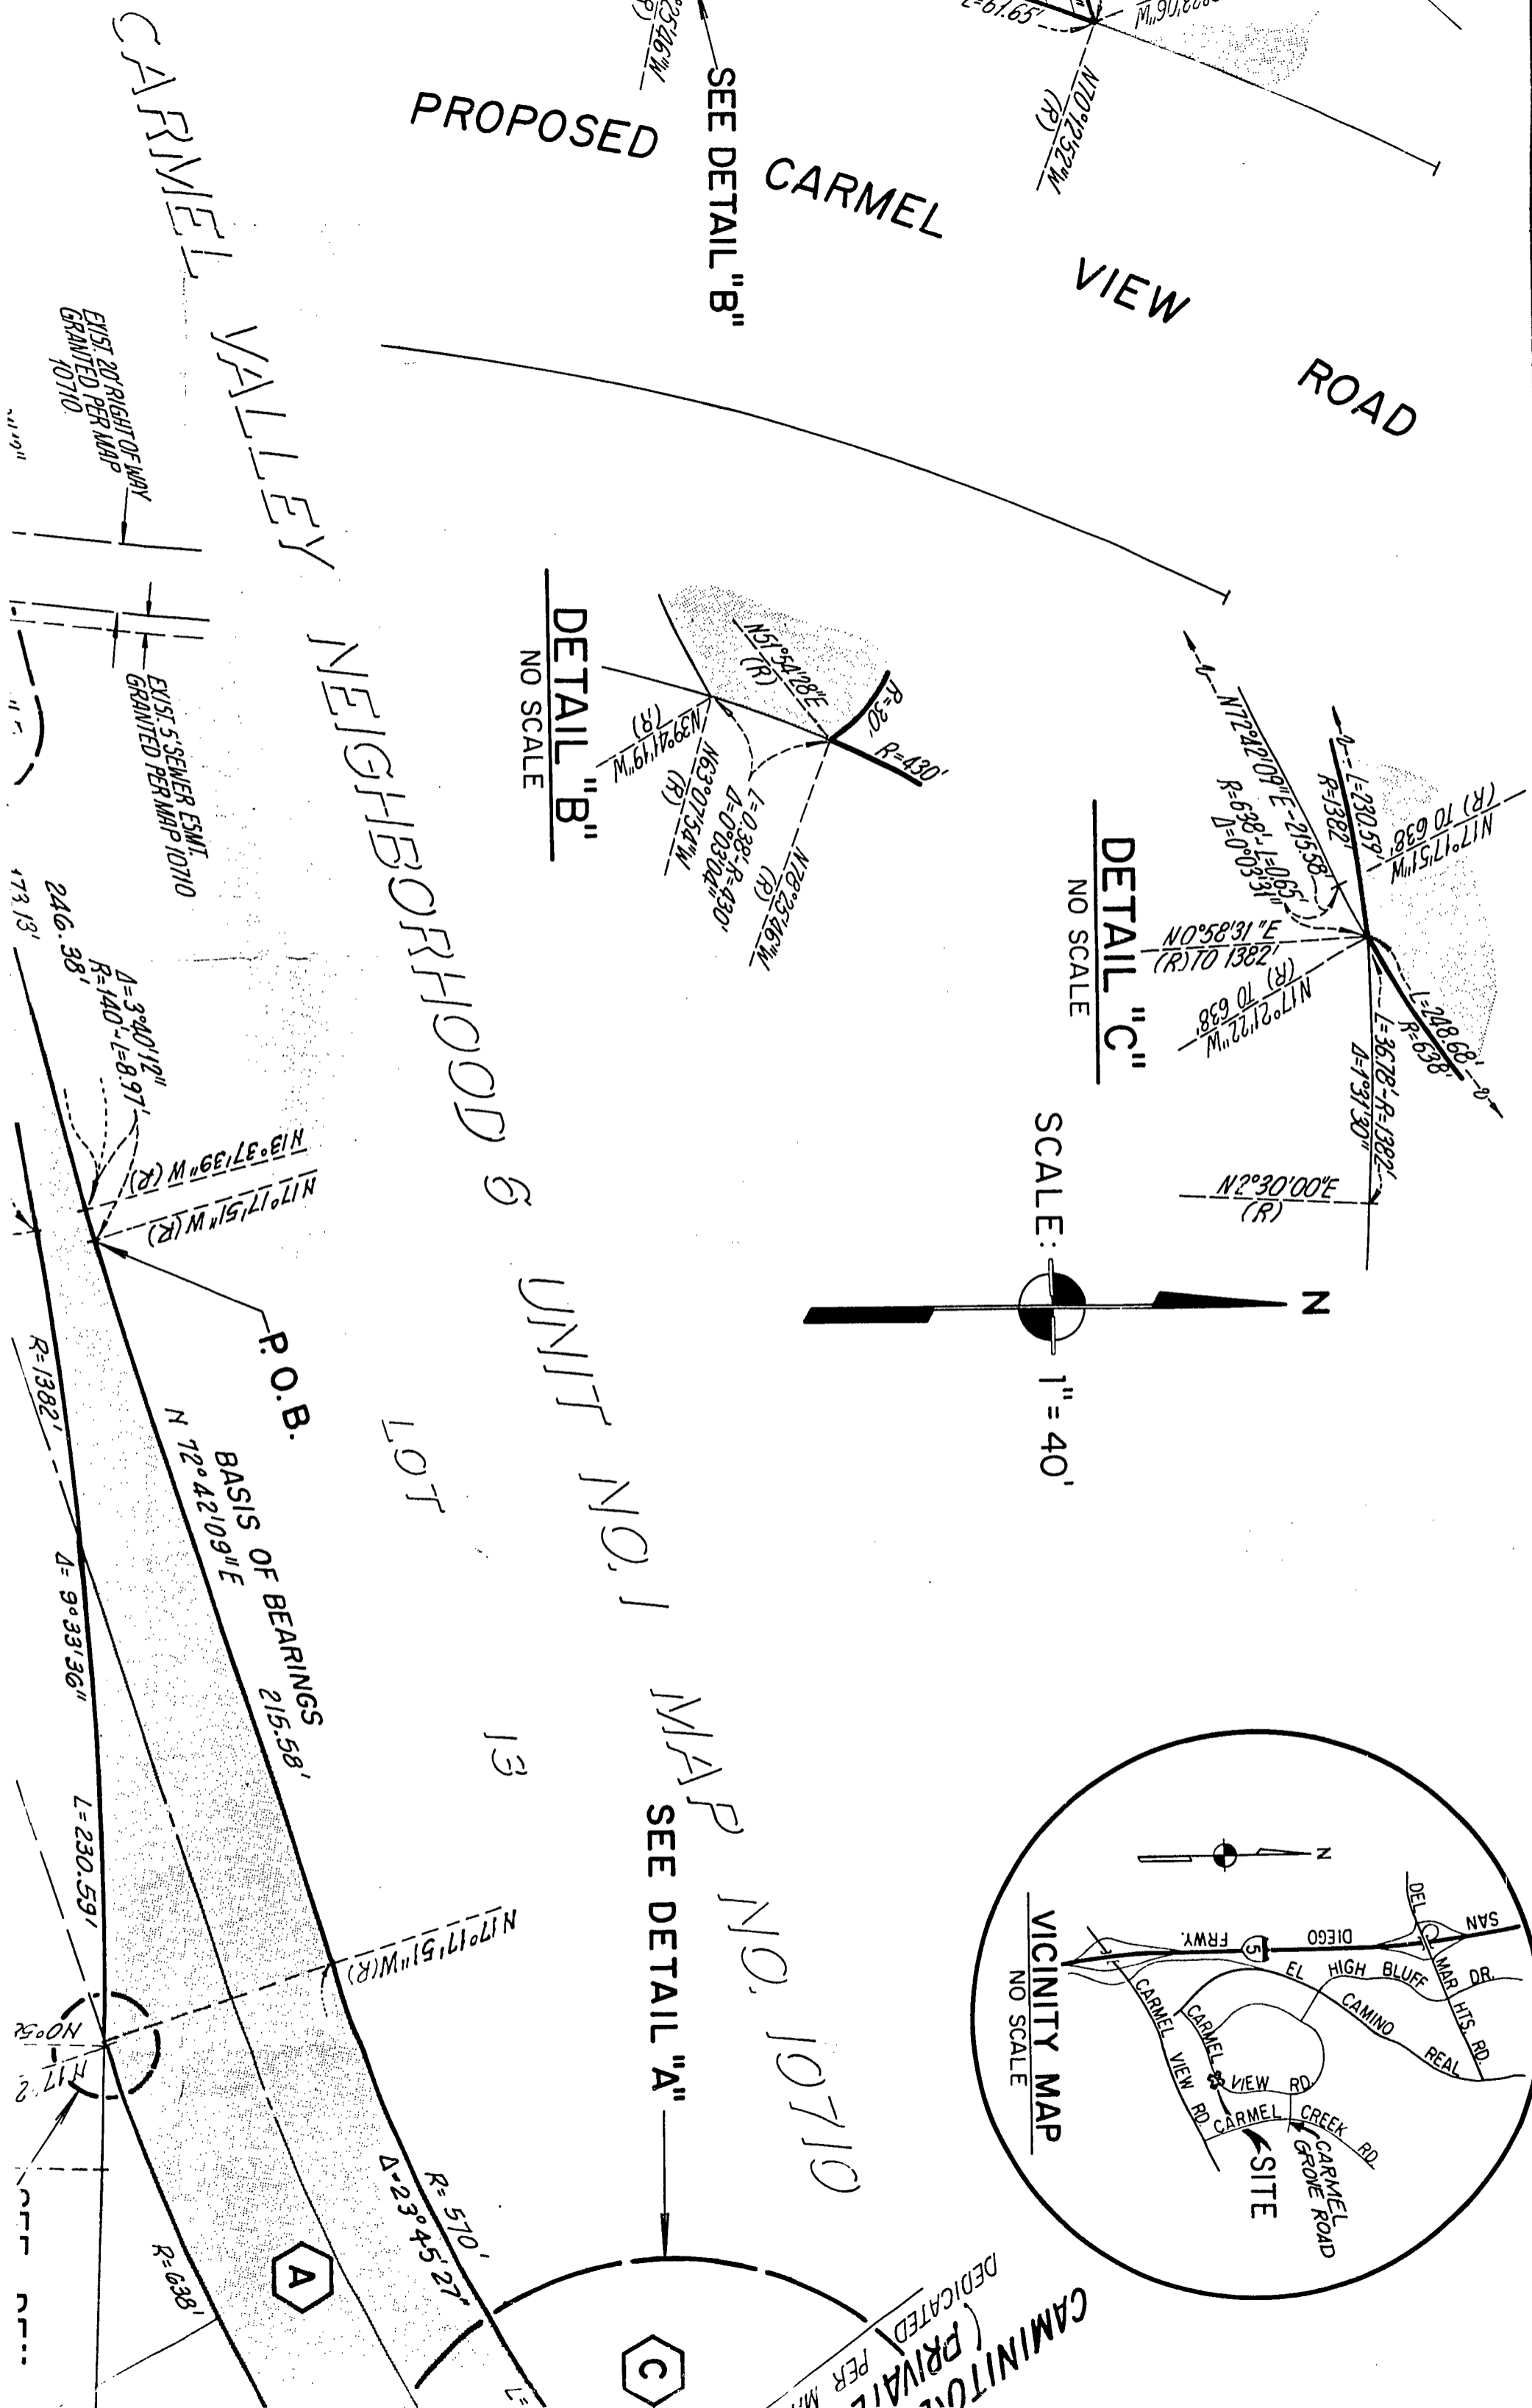 CARMEL VALLEY NEIGHBORHOOD 6 UNIT NO. 1 MAP NO. 10710
LOT 13
PROPOSED CARMEL VIEW ROAD
SEE DETAIL "B"
L=61.65'
N70°12'52"W
(R)
25'46"W
EXIST. 20' RIGHT OF WAY
GRANTED PER MAP
10710.
EXIST. 5' SEWER ESMT.
GRANTED PER MAP 10710
DETAIL "B"
NO SCALE
N51°54'28"E
(R)
R=30'
R=430'
N39°41'19"W
(R)
N63°07'54"W
(R)
L=0.38'~R=430'
Δ=0°03'04"
N78°25'46"W
(R)
DETAIL "C"
NO SCALE
N72°42'09"E~215.58'
R=638'~L=0.65'
Δ=0°03'31"
L=230.59'
R=1382'
N17°17'51"W
(R) TO 638'
N0°58'31"E
(R) TO 1382'
N17°21'22"W
(R) TO 638'
L=248.68'
R=638'
L=36.78'~R=1382'
Δ=1°31'30"
N2°30'00"E
(R)
N
SCALE: 1"= 40'
246.38'
Δ=3°40'12"
R=140'~L=8.97'
N13°37'39"W (R)
N17°17'51"W (R)
P.O.B.
BASIS OF BEARINGS
N 72°42'09"E
215.58'
R=1382'
Δ= 9°33'36"
L=230.59'
N17°17'51"W(R)
R=638'
R= 570'
Δ=23°45'27"
A
C
SEE DETAIL "A"
VICINITY MAP
NO SCALE
N
SAN DIEGO FRWY.
5
DEL MAR HTS. RD.
HIGH BLUFF DR.
EL CAMINO REAL
CARMEL VIEW RD.
CARMEL VIEW RD.
CARMEL CREEK RD.
CARMEL
GROVE ROAD
SITE
(PRIVATE
DEDICATED PER